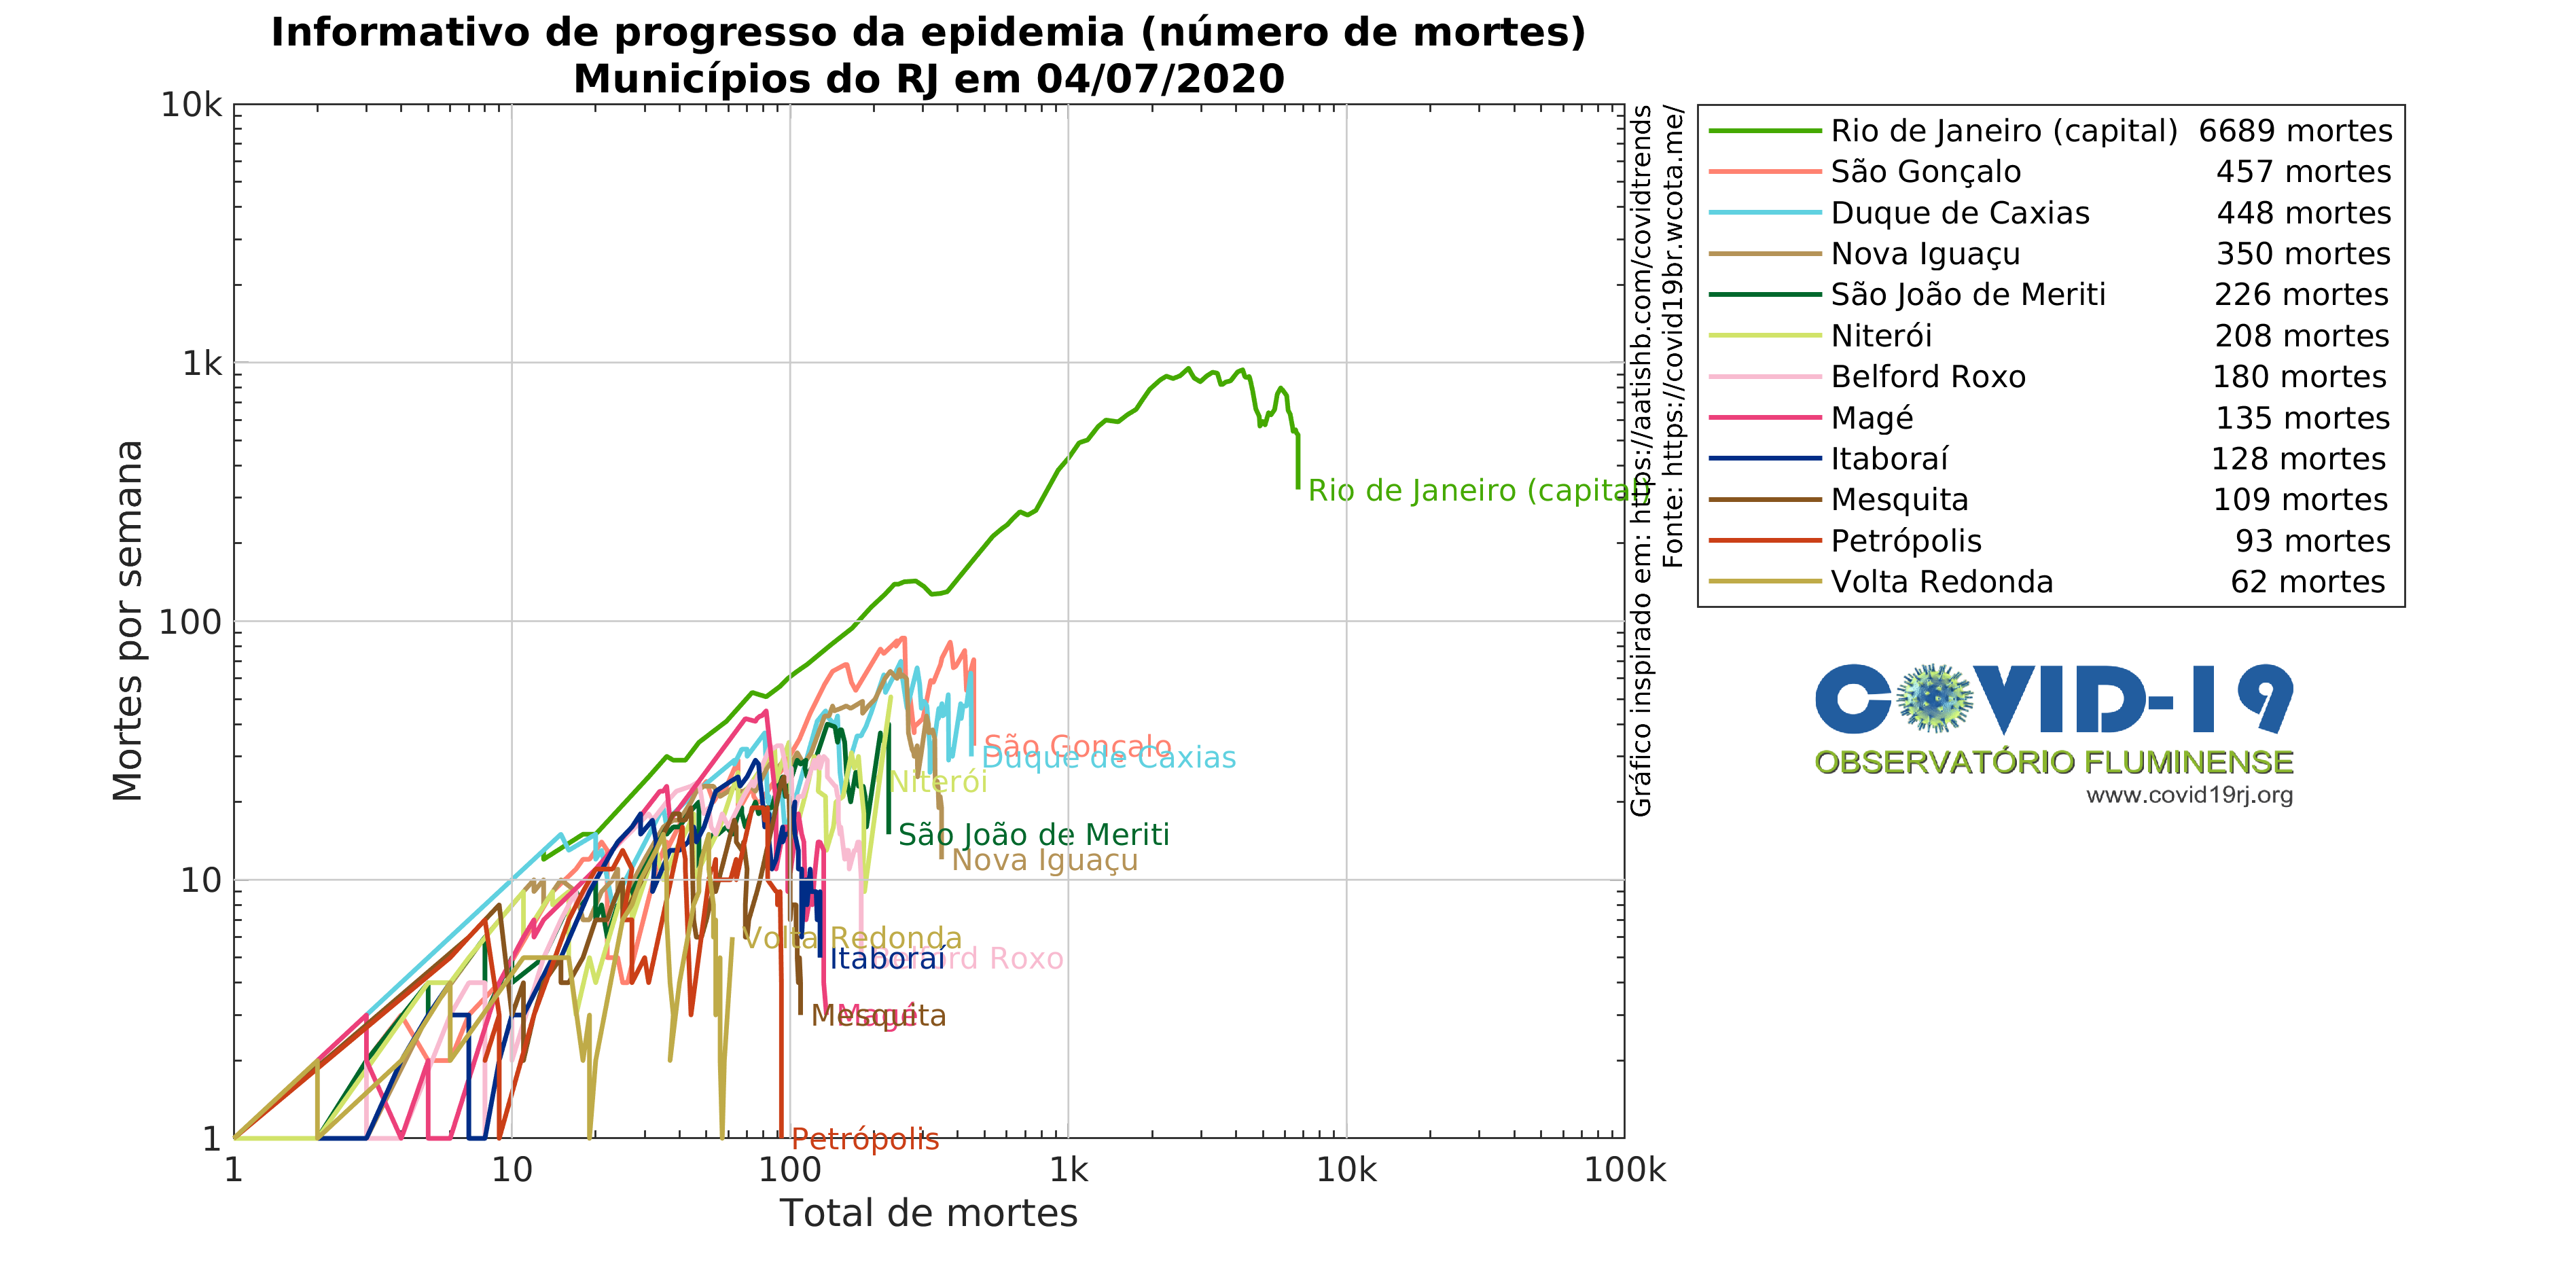 Informativo de progresso da epidemia (número de mortes)
Municípios do RJ em 04/07/2020
10k
1k
100
10
1
Mortes por semana
1
10
100
1k
10k
100k
Total de mortes
Rio de Janeiro (capital)
São Gonçalo
Duque de Caxias
Niterói
São João de Meriti
Nova Iguaçu
Volta Redonda
Itaboraí
Belford Roxo
Mesquita
Magé
Petrópolis
Gráfico inspirado em: https://aatishb.com/covidtrends
Fonte: https://covid19br.wcota.me/
Rio de Janeiro (capital) 6689 mortes
São Gonçalo 457 mortes
Duque de Caxias 448 mortes
Nova Iguaçu 350 mortes
São João de Meriti 226 mortes
Niterói 208 mortes
Belford Roxo 180 mortes
Magé 135 mortes
Itaboraí 128 mortes
Mesquita 109 mortes
Petrópolis 93 mortes
Volta Redonda 62 mortes
COVID-19
OBSERVATÓRIO FLUMINENSE
www.covid19rj.org